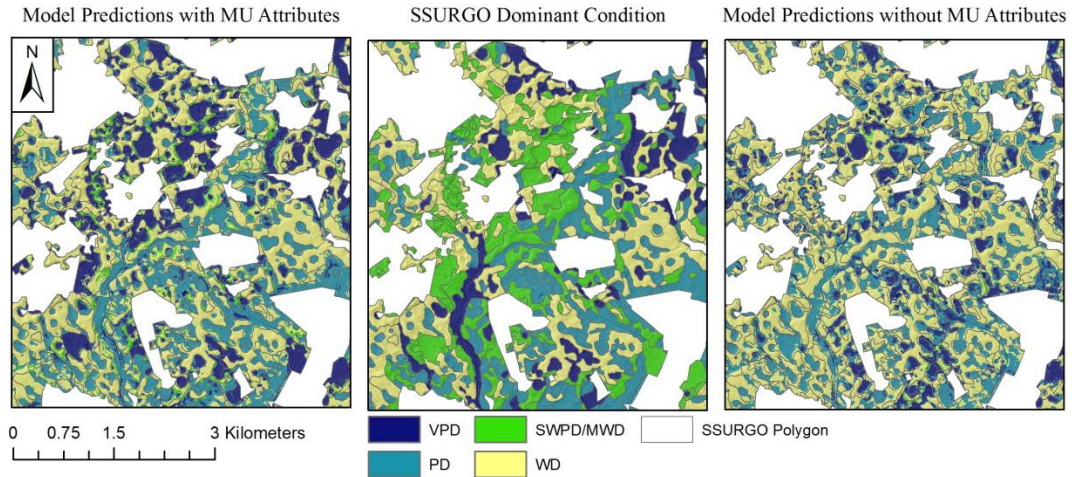 Model Predictions with MU Attributes
SSURGO Dominant Condition
Model Predictions without MU Attributes
N
0 0.75 1.5 3 Kilometers
VPD
SWPD/MWD
SSURGO Polygon
PD
WD